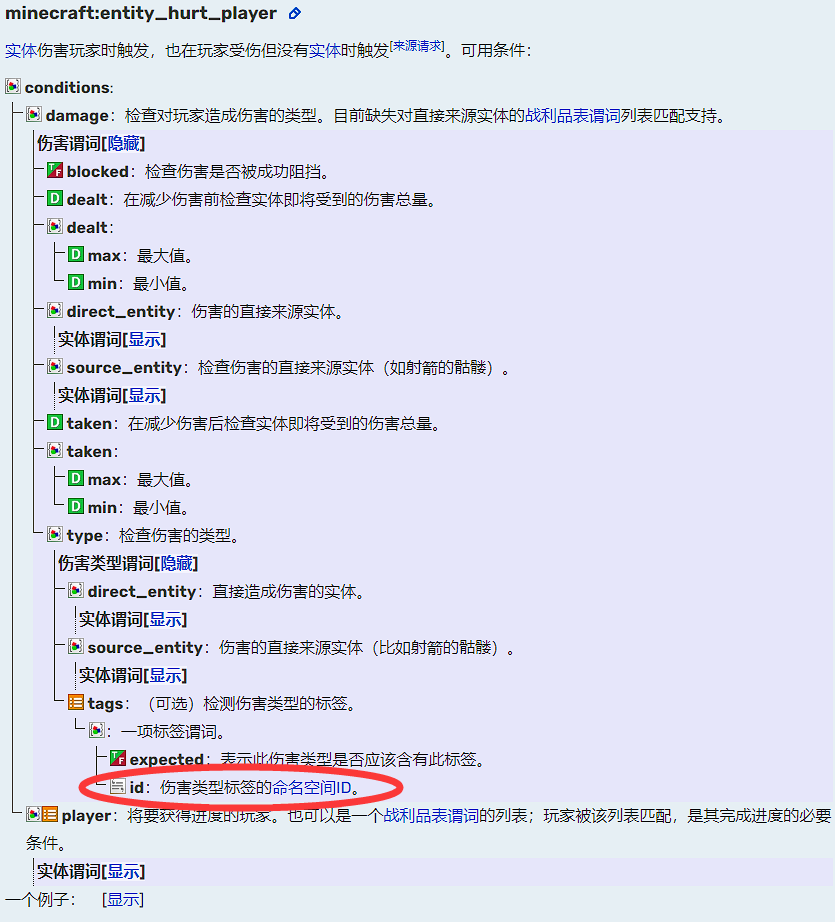 minecraft:entity_hurt_player
实体伤害玩家时触发，也在玩家受伤但没有实体时触发[来源请求]。可用条件：
conditions:
damage：检查对玩家造成伤害的类型。目前缺失对直接来源实体的战利品表谓词列表匹配支持。
伤害谓词[隐藏]
blocked：检查伤害是否被成功阻挡。
dealt：在减少伤害前检查实体即将受到的伤害总量。
dealt：
max：最大值。
min：最小值。
direct_entity：伤害的直接来源实体。
实体谓词[显示]
source_entity：检查伤害的直接来源实体（如射箭的骷髅）。
实体谓词[显示]
taken：在减少伤害后检查实体即将受到的伤害总量。
taken：
max：最大值。
min：最小值。
type：检查伤害的类型。
伤害类型谓词[隐藏]
direct_entity：直接造成伤害的实体。
实体谓词[显示]
source_entity：伤害的直接来源实体（比如射箭的骷髅）。
实体谓词[显示]
tags：（可选）检测伤害类型的标签。
：一项标签谓词。
expected：表示此伤害类型是否应该含有此标签。
id：伤害类型标签的命名空间ID。
player：将要获得进度的玩家。也可以是一个战利品表谓词的列表；玩家被该列表匹配，是其完成进度的必要
条件。
实体谓词[显示]
一个例子： [显示]